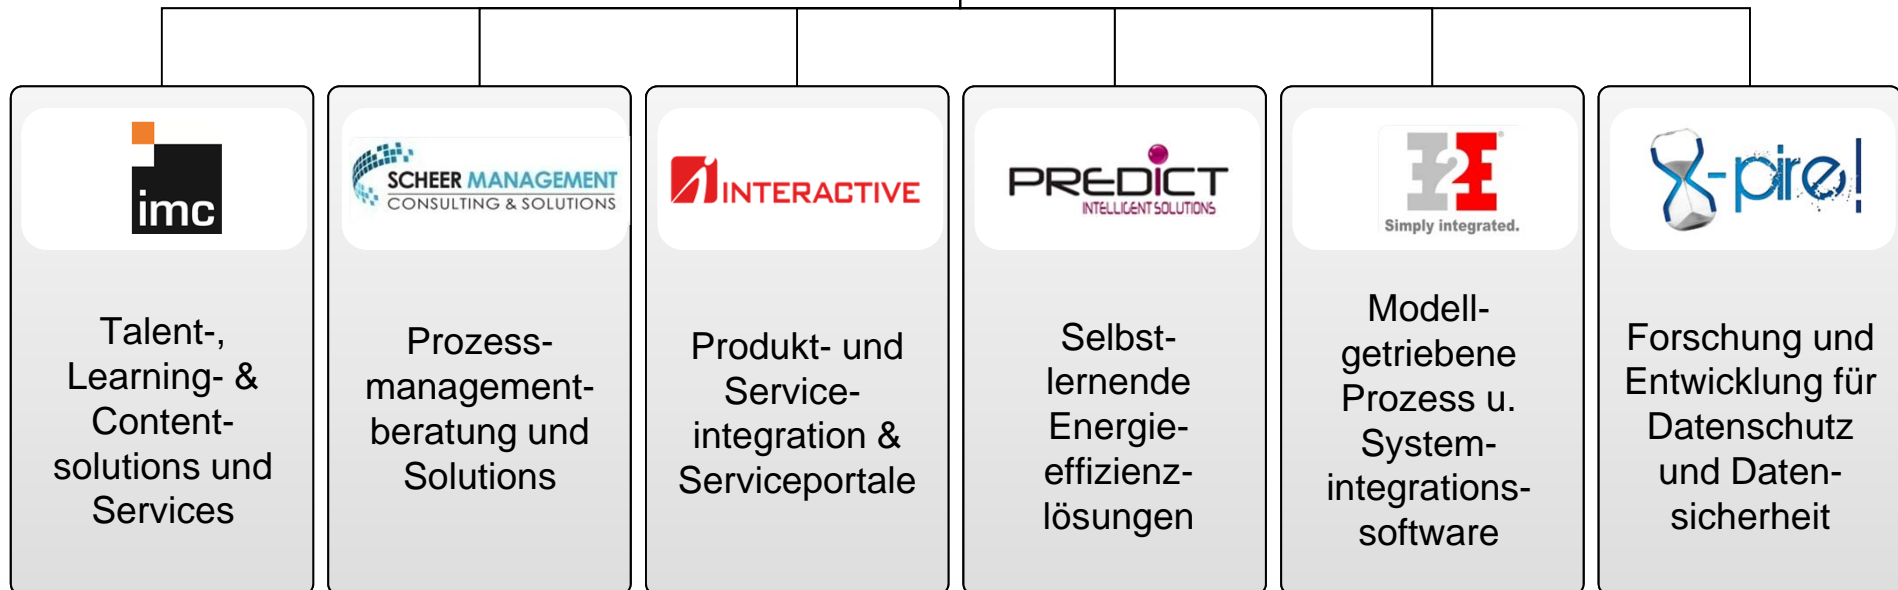 imc
Talent-,
Learning- &
Content-
solutions und
Services
SCHEER MANAGEMENT
CONSULTING & SOLUTIONS
Prozess-
management-
beratung und
Solutions
INTERACTIVE
Produkt- und
Service-
integration &
Serviceportale
PREDICT
INTELLIGENT SOLUTIONS
Selbst-
lernende
Energie-
effizienz-
lösungen
E2E®
Simply integrated.
Modell-
getriebene
Prozess u.
System-
integrations-
software
X-pire!
Forschung und
Entwicklung für
Datenschutz
und Daten-
sicherheit